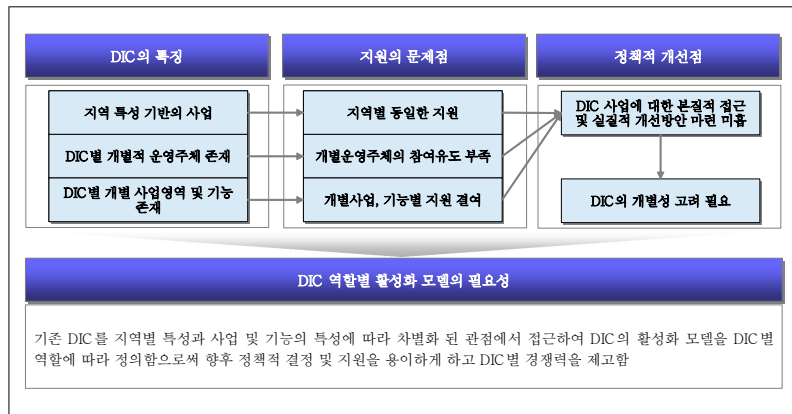 DIC의 특징
지원의 문제점
정책적 개선점
지역 특성 기반의 사업
지역별 동일한 지원
DIC 사업에 대한 본질적 접근
및 실질적 개선방안 마련 미흡
DIC별 개별적 운영주체 존재
개별운영주체의 참여유도 부족
DIC별 개별 사업영역 및 기능
존재
개별사업, 기능별 지원 결여
DIC의 개별성 고려 필요
DIC 역할별 활성화 모델의 필요성
기존 DIC를 지역별 특성과 사업 및 기능의 특성에 따라 차별화 된 관점에서 접근하여 DIC의 활성화 모델을 DIC별
역할에 따라 정의함으로써 향후 정책적 결정 및 지원을 용이하게 하고 DIC별 경쟁력을 제고함